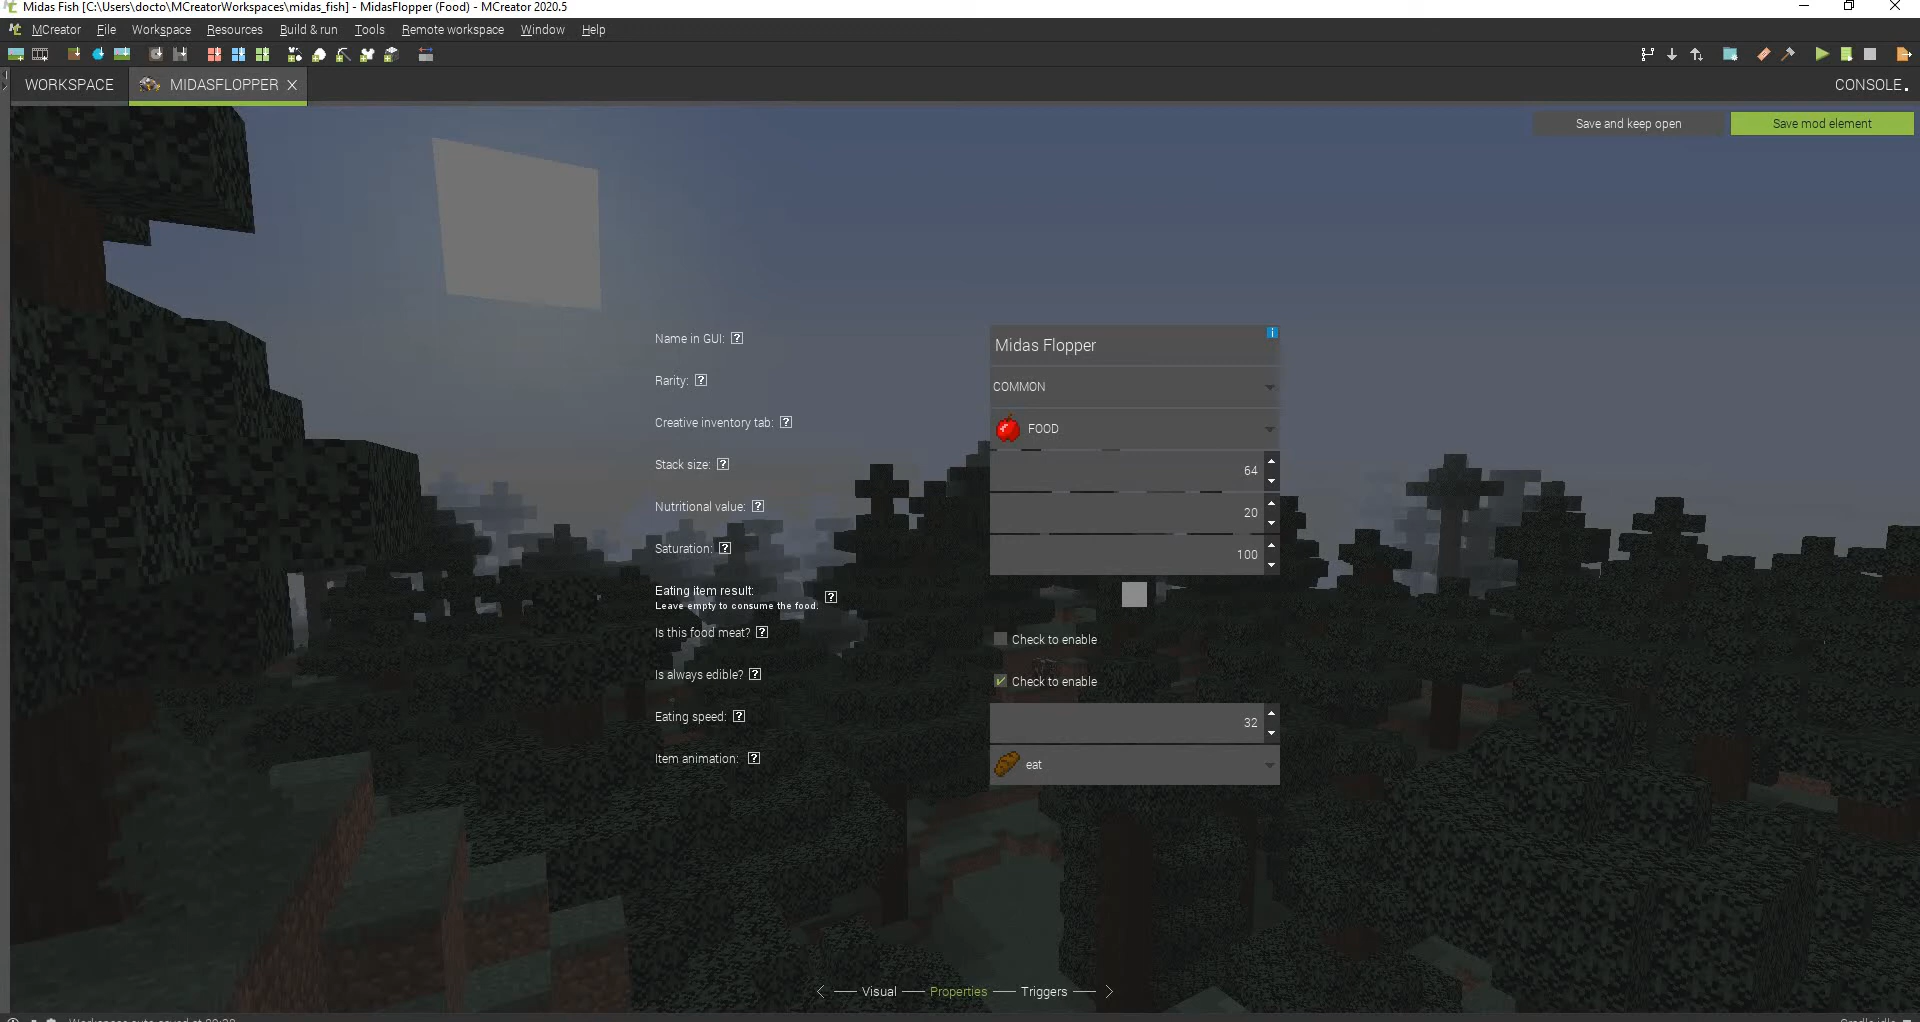 Midas Fish [C:\Users\docto\MCreatorWorkspaces\midas_fish] - MidasFlopper (Food) - MCreator 2020.5
MCreator File Workspace Resources Build & run Tools Remote workspace Window Help
WORKSPACE MIDASFLOPPER CONSOLE
Save and keep open Save mod element
Name in GUI: ? Midas Flopper
Rarity: ? COMMON
Creative inventory tab: ? FOOD
Stack size: ? 64
Nutritional value: ? 20
Saturation: ? 100
Eating item result: ?
Leave empty to consume the food.
Is this food meat? ? Check to enable
Is always edible? ? Check to enable
Eating speed: ? 32
Item animation: ? eat
Visual Properties Triggers